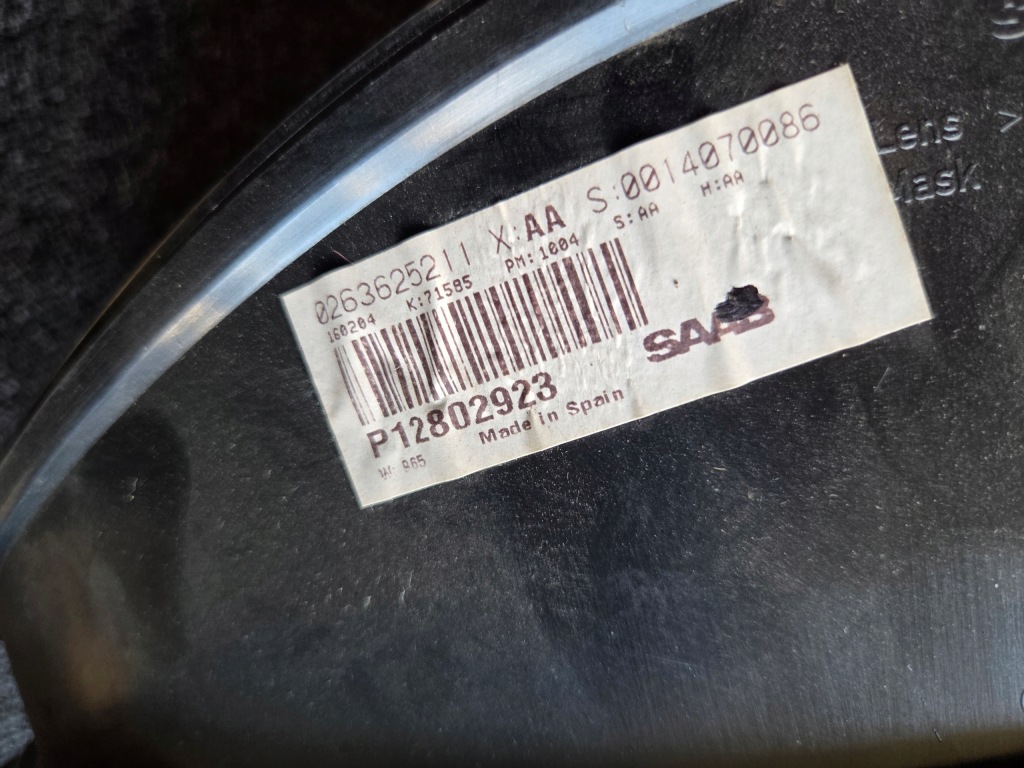 0263625211 X:AA S:0014070086
160204 K:71585 PM:1004 S:AA H:AA
P12802923
Made in Spain
SAAB
Lens
Mask
>